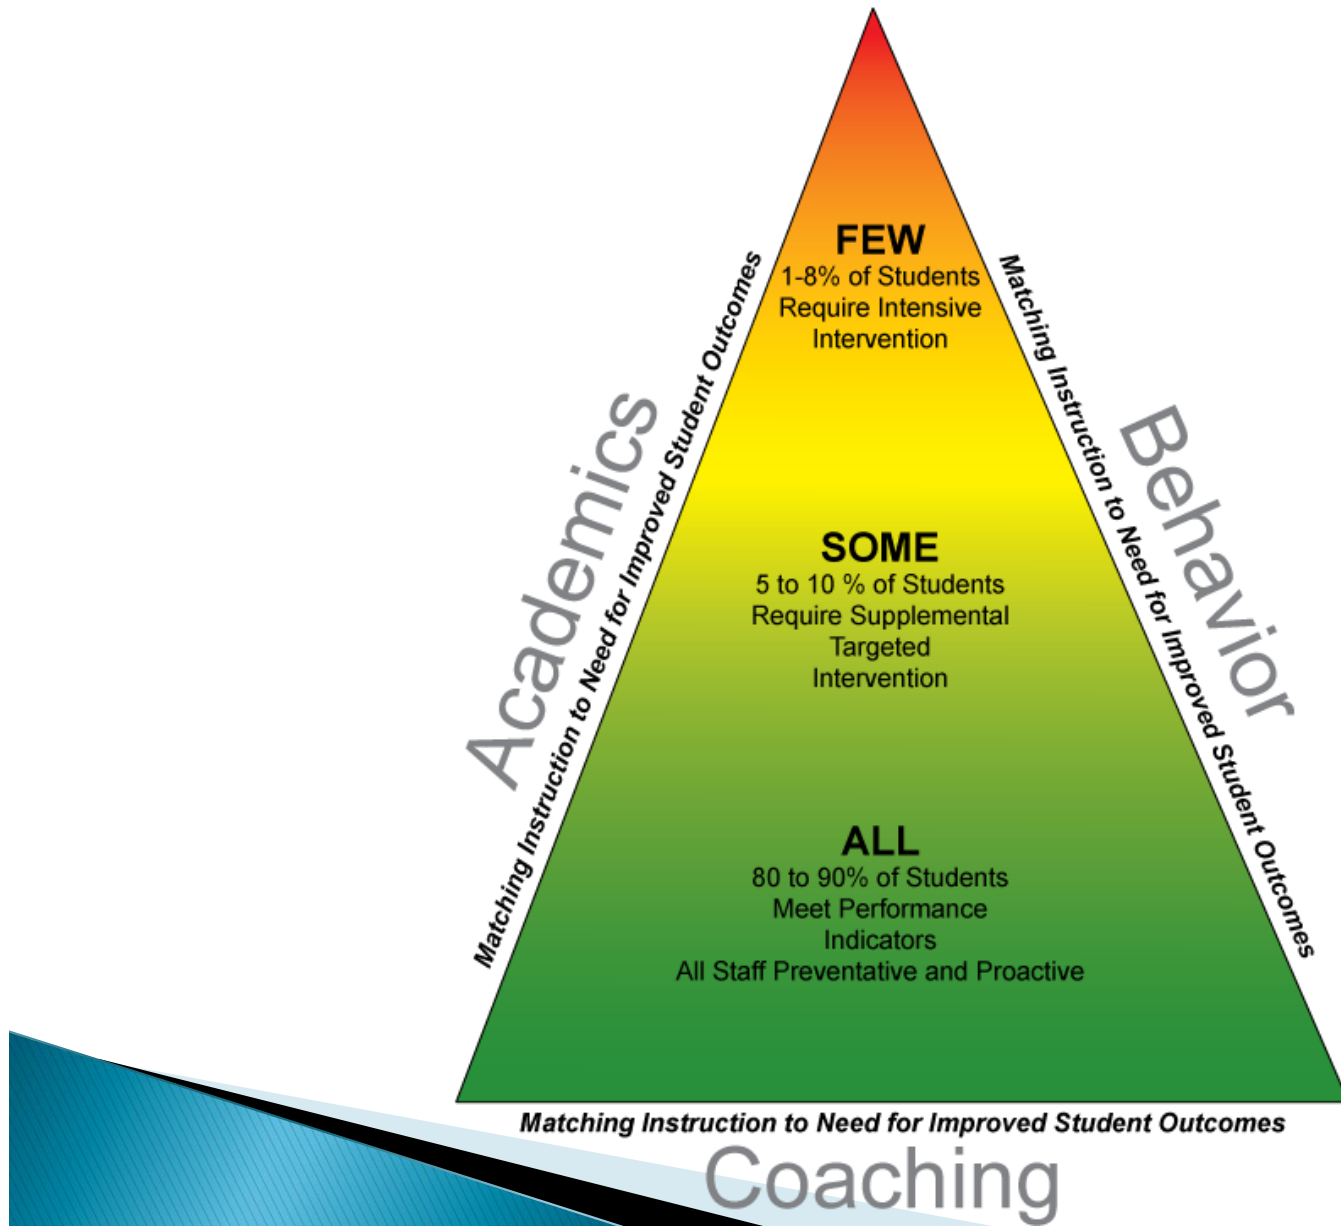 FEW
1-8% of Students
Require Intensive
Intervention
SOME
5 to 10 % of Students
Require Supplemental
Targeted
Intervention
ALL
80 to 90% of Students
Meet Performance
Indicators
All Staff Preventative and Proactive
Academics
Matching Instruction to Need for Improved Student Outcomes
Matching Instruction to Need for Improved Student Outcomes
Behavior
Matching Instruction to Need for Improved Student Outcomes
Coaching